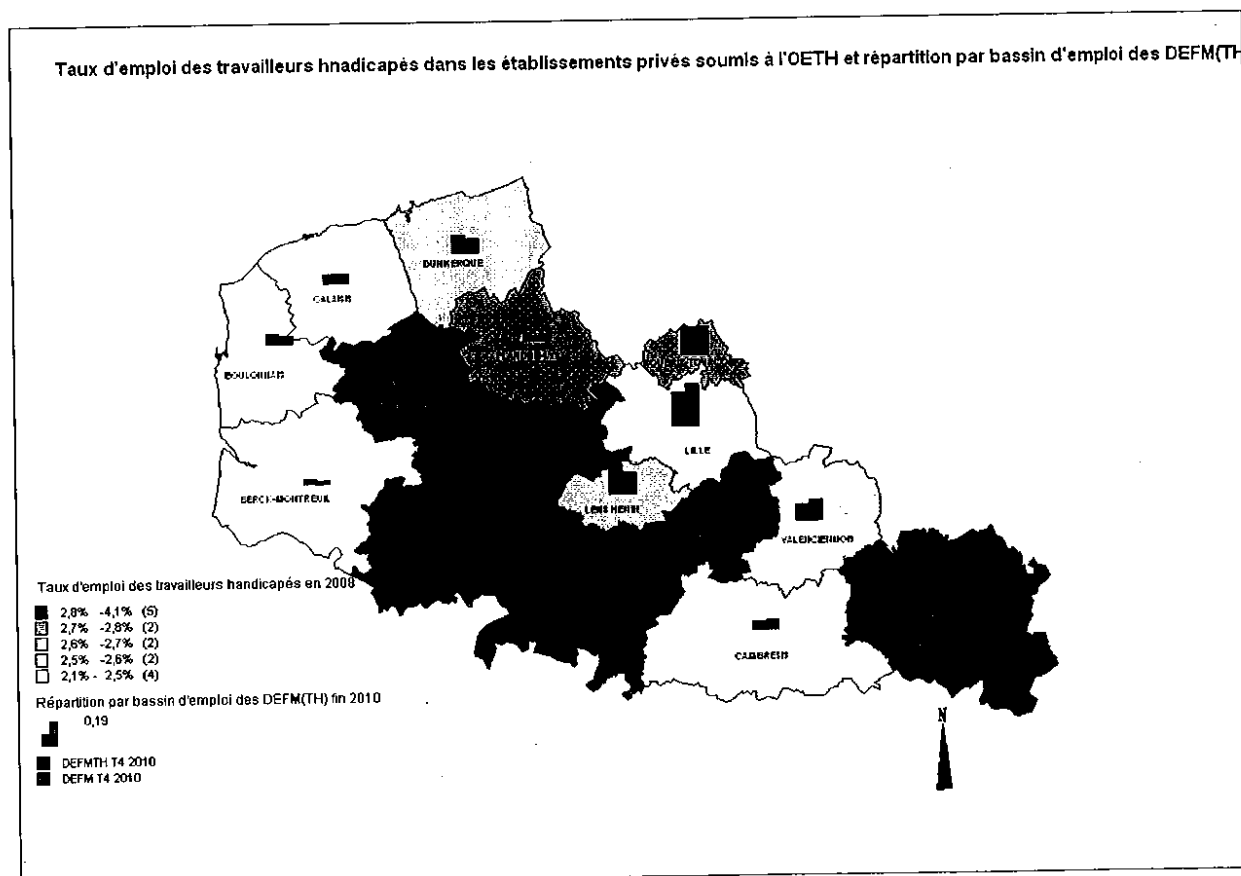 Taux d'emploi des travailleurs hnadicapés dans les établissements privés soumis à l'OETH et répartition par bassin d'emploi des DEFM(TH
DUNKERQUE
CALAISIS
BOULONNAIS
LILLE
BERCK-MONTREUIL
LENS HENIN
VALENCIENNOIS
CAMBRESIS
Taux d'emploi des travailleurs handicapés en 2008
2,8% -4,1% (5)
2,7% -2,8% (2)
2,6% -2,7% (2)
2,5% -2,6% (2)
2,1% - 2,5% (4)
Répartition par bassin d'emploi des DEFM(TH) fin 2010
0,19
DEFMTH T4 2010
DEFM T4 2010
N